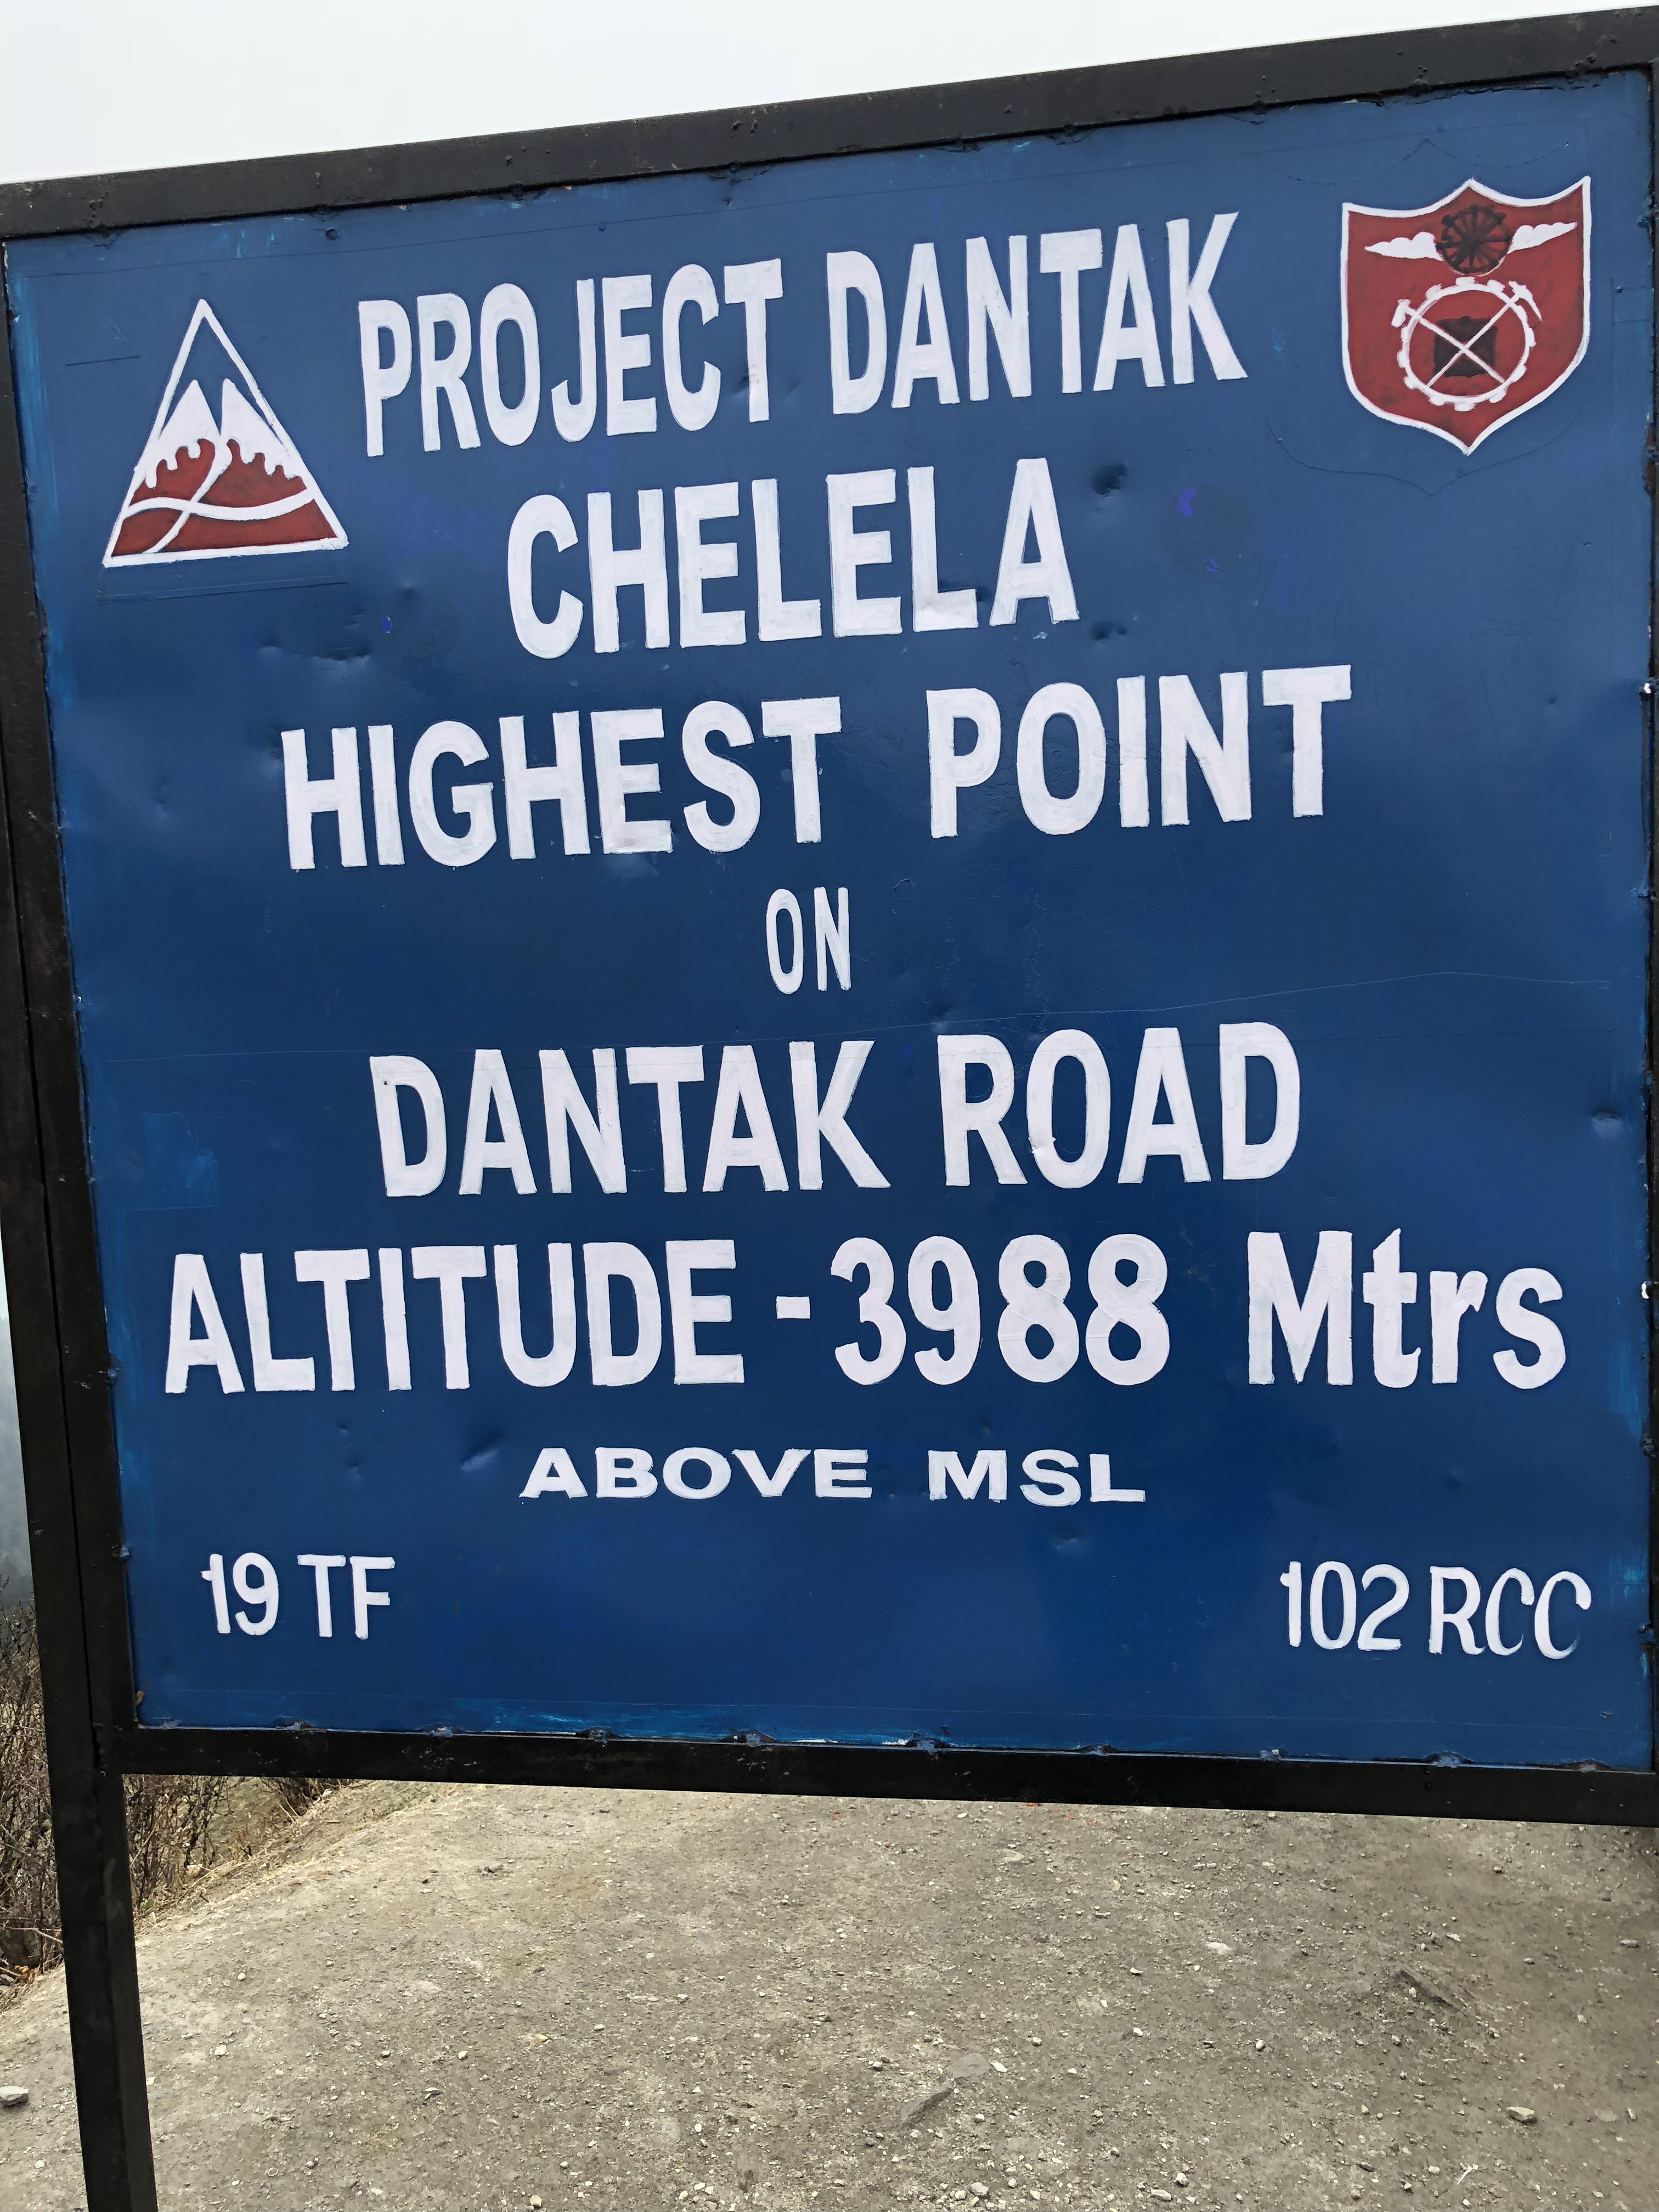 PROJECT DANTAK
CHELELA
HIGHEST POINT
ON
DANTAK ROAD
ALTITUDE - 3988 Mtrs
ABOVE MSL
19 TF
102 RCC